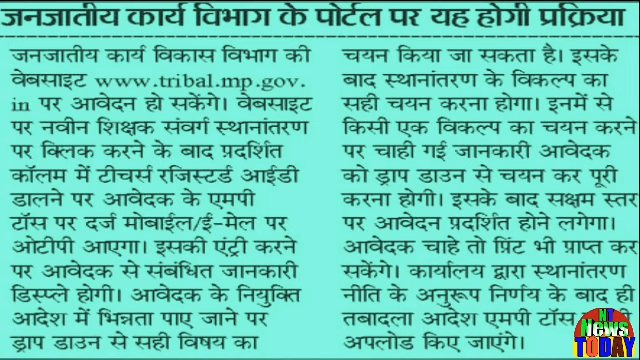 जनजातीय कार्य विभाग के पोर्टल पर यह होगी प्रक्रिया
जनजातीय कार्य विकास विभाग की
वेबसाइट www.tribal.mp.gov.
in पर आवेदन हो सकेंगे। वेबसाइट
पर नवीन शिक्षक संवर्ग स्थानांतरण
पर क्लिक करने के बाद प्रदर्शित
कॉलम में टीचर्स रजिस्टर्ड आईडी
डालने पर आवेदक के एमपी
टॉस पर दर्ज मोबाईल/ई-मेल पर
ओटीपी आएगा। इसकी एंट्री करने
पर आवेदक से संबंधित जानकारी
डिस्प्ले होगी। आवेदक के नियुक्ति
आदेश में भिन्नता पाए जाने पर
ड्राप डाउन से सही विषय का
चयन किया जा सकता है। इसके
बाद स्थानांतरण के विकल्प का
सही चयन करना होगा। इनमें से
किसी एक विकल्प का चयन करने
पर चाही गई जानकारी आवेदक
को ड्राप डाउन से चयन कर पूरी
करना होगी। इसके बाद सक्षम स्तर
पर आवेदन प्रदर्शित होने लगेगा।
आवेदक चाहे तो प्रिंट भी प्राप्त कर
सकेंगे। कार्यालय द्वारा स्थानांतरण
नीति के अनुरूप निर्णय के बाद ही
तबादला आदेश एमपी टॉस
अपलोड किए जाएंगे।
NT
News
TODAY